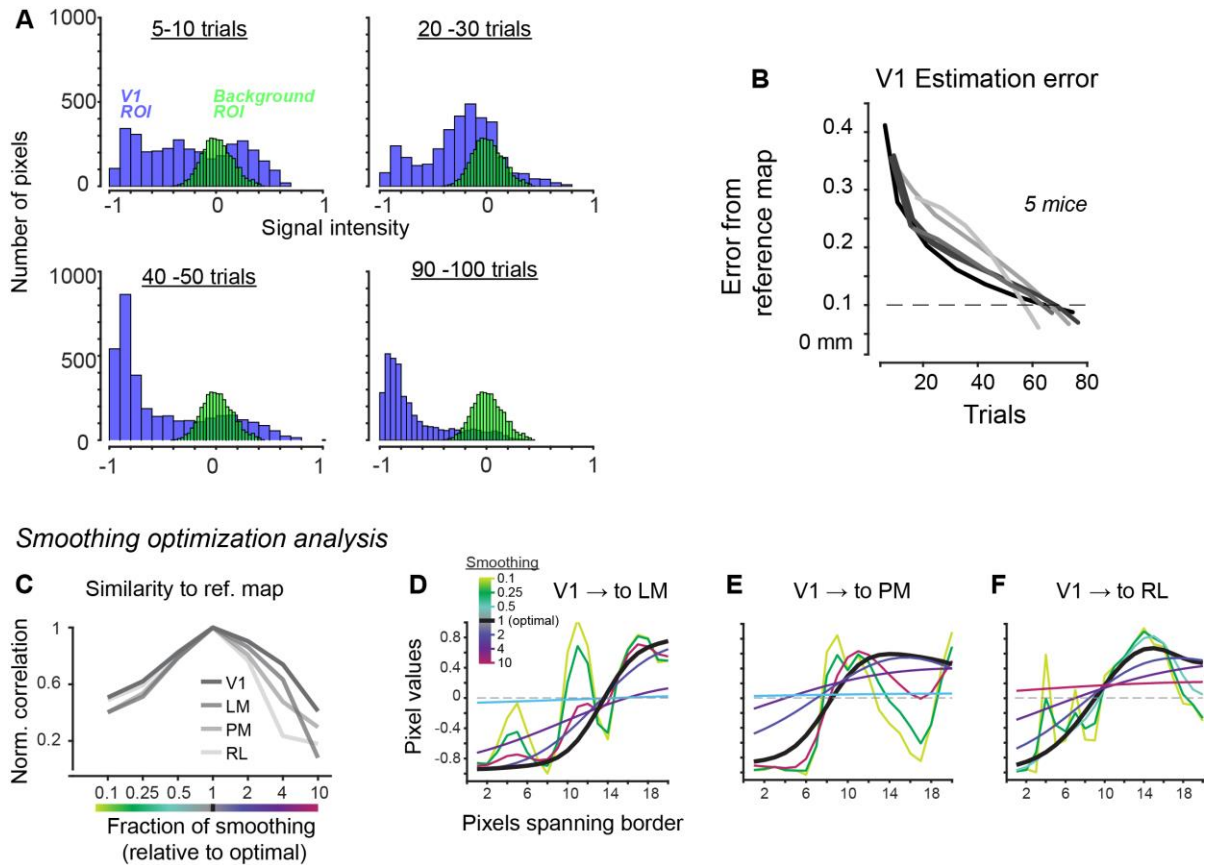 A
1000
500
0
5-10 trials
V1
ROI
Background
ROI
-1
0
1
20 -30 trials
-1
0
1
Number of pixels
Signal intensity
1000
500
0
40 -50 trials
-1
0
1
90 -100 trials
-1
0
1
B
V1 Estimation error
0.4
0.3
0.2
0.1
0 mm
Error from
reference map
5 mice
20
40
60
80
Trials
Smoothing optimization analysis
C
Similarity to ref. map
Norm. correlation
1
0.6
0.2
V1
LM
PM
RL
0.1
0.25
0.5
1
2
4
10
Fraction of smoothing
(relative to optimal)
D
Smoothing
0.1
0.25
0.5
1 (optimal)
2
4
10
V1 → to LM
Pixel values
0.8
0.4
0
-0.4
-0.8
2
6
10
14
18
Pixels spanning border
E
V1 → to PM
2
6
10
14
18
F
V1 → to RL
2
6
10
14
18